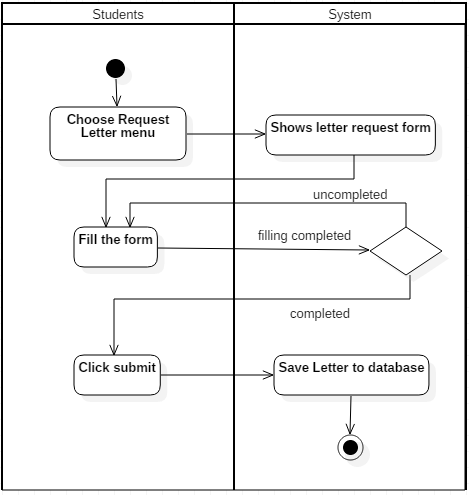 Students
System
Choose Request
Letter menu
Shows letter request form
uncompleted
Fill the form
filling completed
completed
Click submit
Save Letter to database